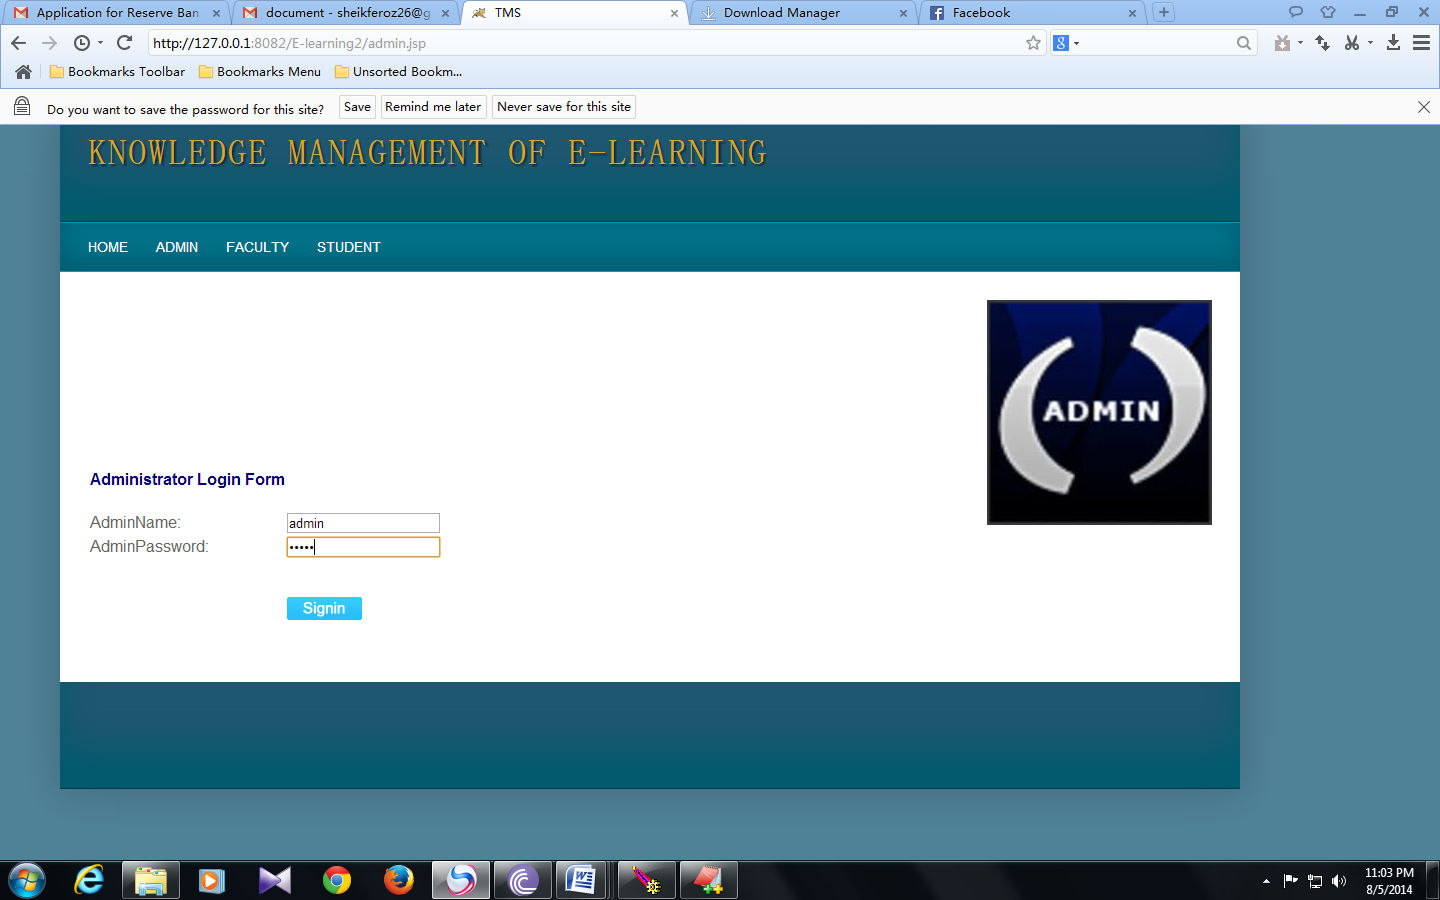 Application for Reserve Ban
document - sheikferoz26@g
TMS
Download Manager
Facebook
http://127.0.0.1:8082/E-learning2/admin.jsp
Bookmarks Toolbar
Bookmarks Menu
Unsorted Bookm...
Do you want to save the password for this site?
Save
Remind me later
Never save for this site
KNOWLEDGE MANAGEMENT OF E-LEARNING
HOME
ADMIN
FACULTY
STUDENT
ADMIN
Administrator Login Form
AdminName:
admin
AdminPassword:
•••••
Signin
11:03 PM
8/5/2014